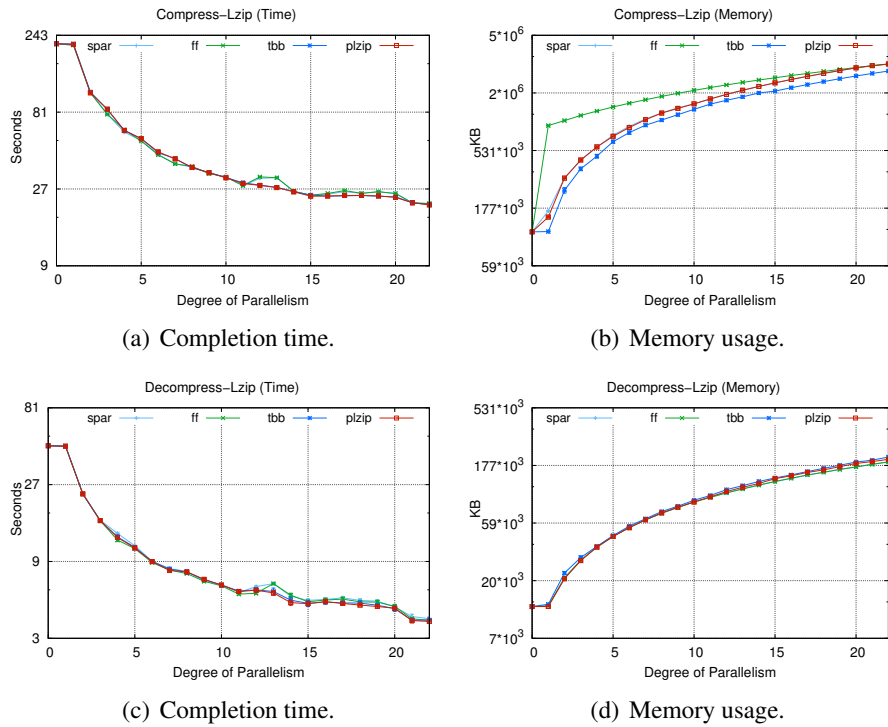 Compress−Lzip (Time)
243
81
27
9
Seconds
spar ff tbb plzip
0 5 10 15 20
Degree of Parallelism
(a) Completion time.
Compress−Lzip (Memory)
5*10^6
2*10^6
531*10^3
177*10^3
59*10^3
KB
spar ff tbb plzip
0 5 10 15 20
Degree of Parallelism
(b) Memory usage.
Decompress−Lzip (Time)
81
27
9
3
Seconds
spar ff tbb plzip
0 5 10 15 20
Degree of Parallelism
(c) Completion time.
Decompress−Lzip (Memory)
531*10^3
177*10^3
59*10^3
20*10^3
7*10^3
KB
spar ff tbb plzip
0 5 10 15 20
Degree of Parallelism
(d) Memory usage.